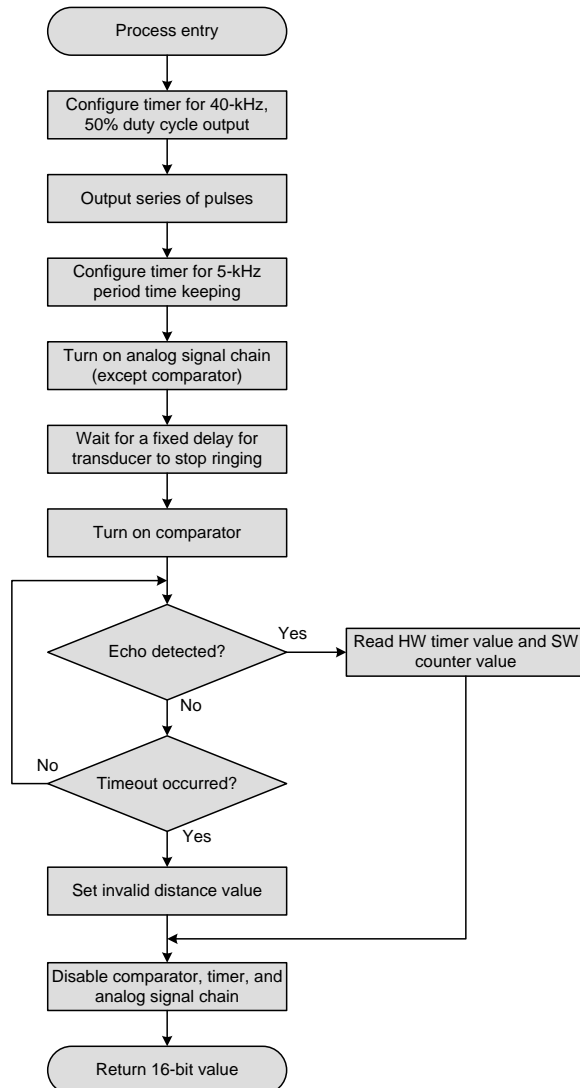 Process entry
Configure timer for 40-kHz,
50% duty cycle output
Output series of pulses
Configure timer for 5-kHz
period time keeping
Turn on analog signal chain
(except comparator)
Wait for a fixed delay for
transducer to stop ringing
Turn on comparator
Echo detected?
Yes
Read HW timer value and SW
counter value
No
Timeout occurred?
No
Yes
Set invalid distance value
Disable comparator, timer, and
analog signal chain
Return 16-bit value